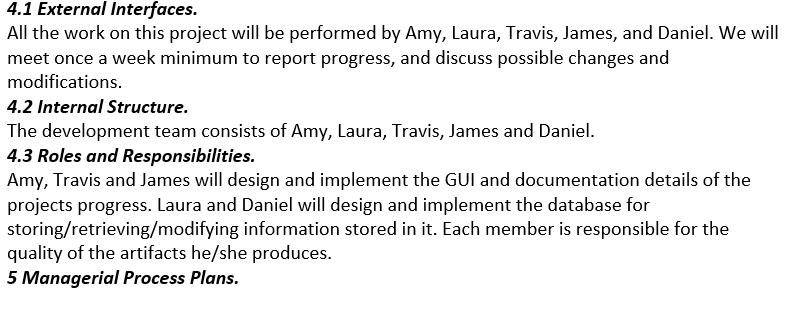 4.1 External Interfaces.
All the work on this project will be performed by Amy, Laura, Travis, James, and Daniel. We will
meet once a week minimum to report progress, and discuss possible changes and
modifications.
4.2 Internal Structure.
The development team consists of Amy, Laura, Travis, James and Daniel.
4.3 Roles and Responsibilities.
Amy, Travis and James will design and implement the GUI and documentation details of the
projects progress. Laura and Daniel will design and implement the database for
storing/retrieving/modifying information stored in it. Each member is responsible for the
quality of the artifacts he/she produces.
5 Managerial Process Plans.